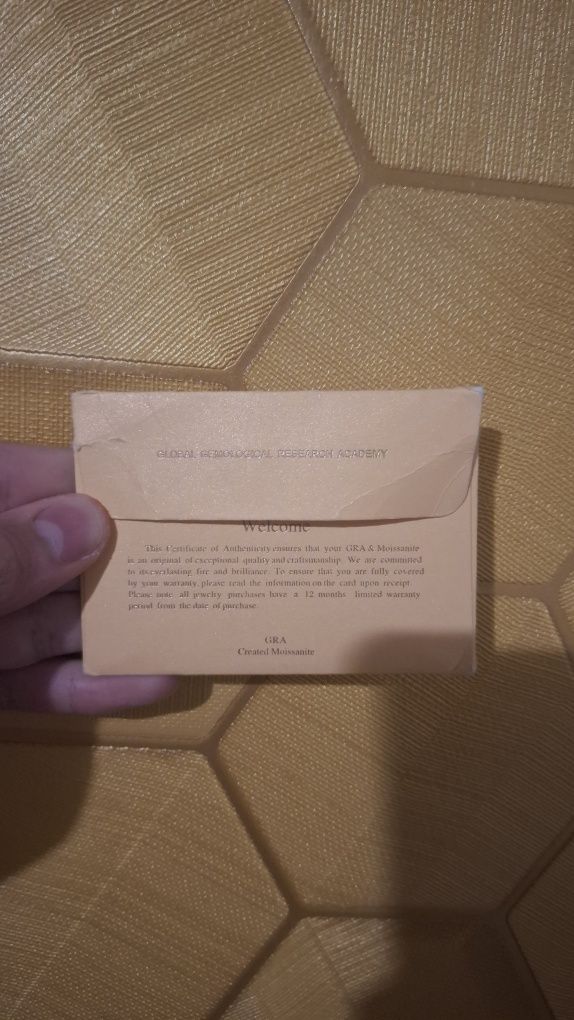 GLOBAL GEMOLOGICAL RESEARCH ACADEMY
Welcome
This Certificate of Authenticity ensures that your GRA & Moissanite
is an original of exceptional quality and craftsmanship. We are committed
to its everlasting fire and brilliance. To ensure that you are fully covered
by your warranty, please read the information on the card upon receipt.
Please note all jewelry purchases have a 12 months limited warranty
period from the date of purchase.
GRA
Created Moissanite